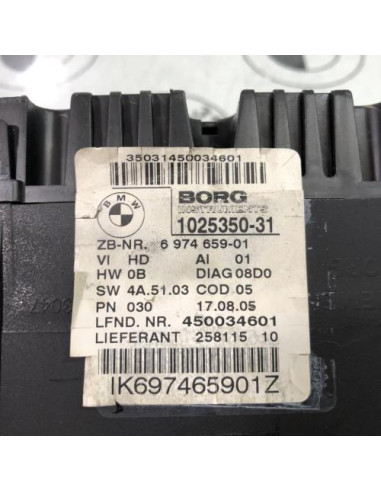 35031450034601
BMW
BORG
INSTRUMENTS
1025350-31
ZB-NR. 6 974 659-01
VI HD AI 01
HW 0B DIAG 08D0
SW 4A.51.03 COD 05
PN 030 17.08.05
LFND. NR. 450034601
LIEFERANT 258115 10
IK697465901Z